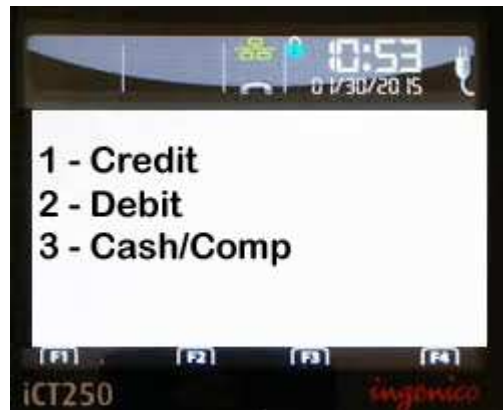 10:53
01/30/2015
1 - Credit
2 - Debit
3 - Cash/Comp
F1 F2 F3 F4
iCT250 ingenico